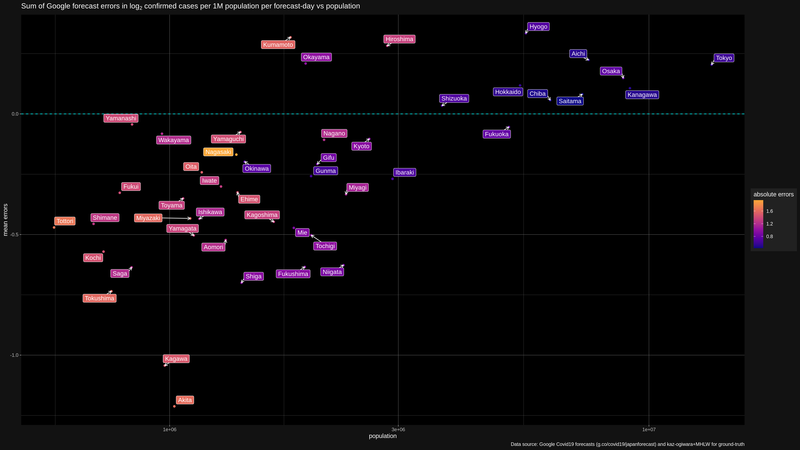 Sum of Google forecast errors in log2 confirmed cases per 1M population per forecast-day vs population
Hyogo
Kumamoto
Hiroshima
Okayama
Aichi
Tokyo
Osaka
Hokkaido
Chiba
Kanagawa
Shizuoka
Saitama
0.0
Yamanashi
Fukuoka
Wakayama
Yamaguchi
Nagano
Kyoto
Nagasaki
Gifu
Oita
Okinawa
Gunma
Ibaraki
Iwate
Fukui
Miyagi
Ehime
Toyama
Ishikawa
Tottori
Shimane
Miyazaki
Kagoshima
Yamagata
Mie
-0.5
Aomori
Tochigi
Kochi
Saga
Shiga
Fukushima
Niigata
Tokushima
-1.0
Kagawa
Akita
mean errors
1e+06
3e+06
1e+07
population
absolute errors
1.6
1.2
0.8
Data source: Google Covid19 forecasts (g.co/covid19/japanforecast) and kaz-ogiwara+MHLW for ground-truth